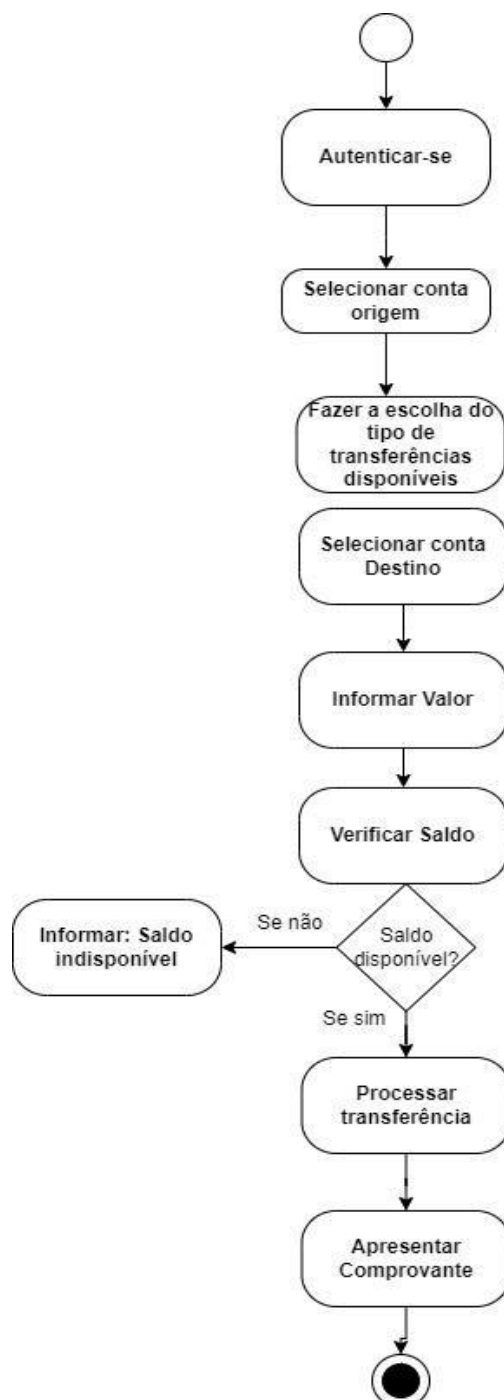 Autenticar-se
Selecionar conta
origem
Fazer a escolha do
tipo de
transferências
disponíveis
Selecionar conta
Destino
Informar Valor
Verificar Saldo
Se não
Informar: Saldo
indisponível
Saldo
disponível?
Se sim
Processar
transferência
Apresentar
Comprovante